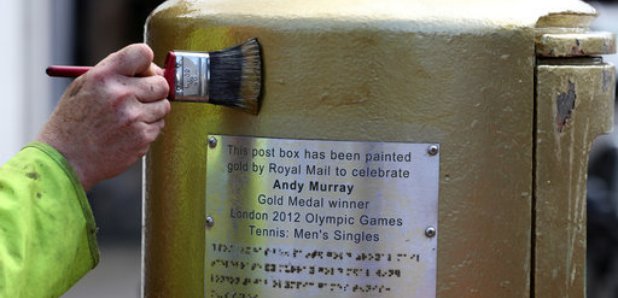 This post box has been painted
gold by Royal Mail to celebrate
Andy Murray
Gold Medal winner
London 2012 Olympic Games
Tennis: Men's Singles